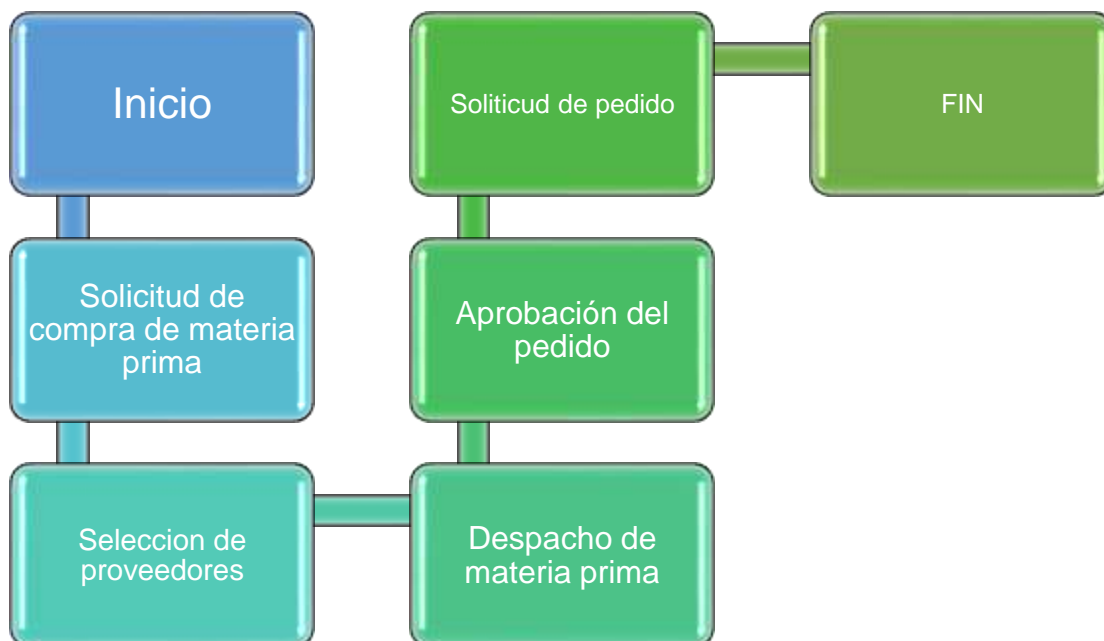 Inicio
Solicitud de
compra de materia
prima
Seleccion de
proveedores
Despacho de
materia prima
Aprobación del
pedido
Soliticud de pedido
FIN